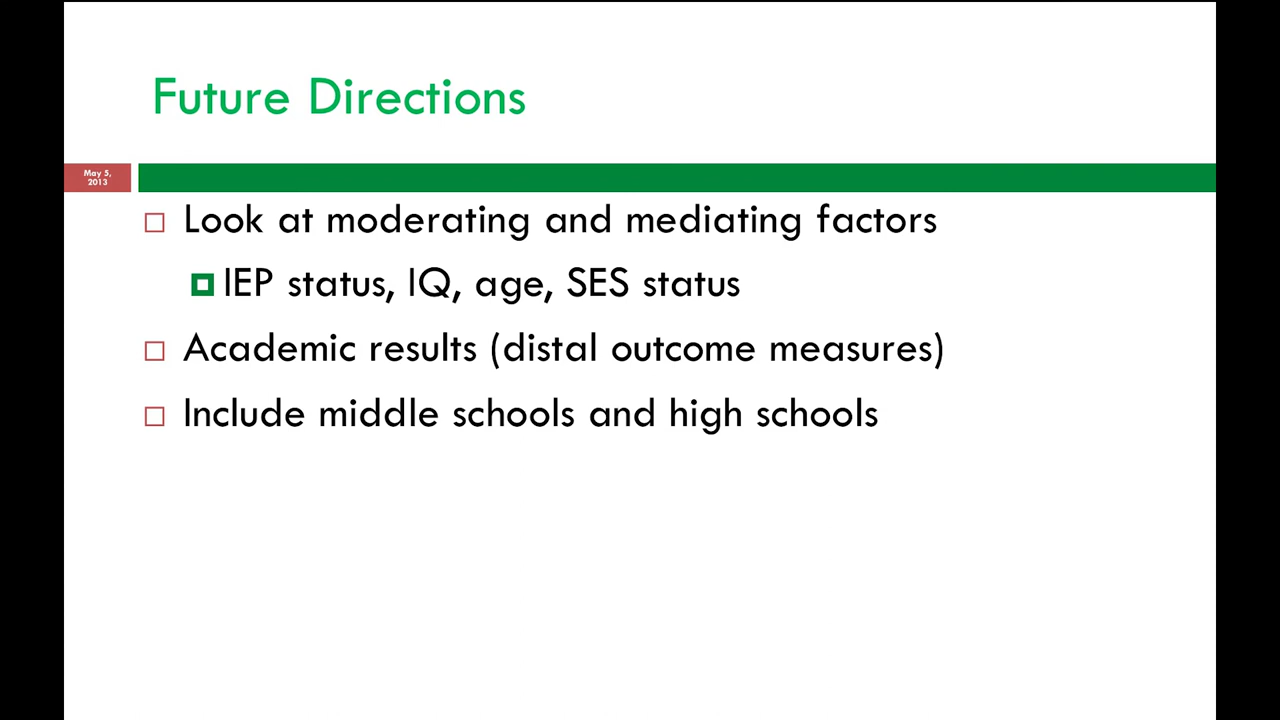 Future Directions
May 5,
2013
Look at moderating and mediating factors
IEP status, IQ, age, SES status
Academic results (distal outcome measures)
Include middle schools and high schools